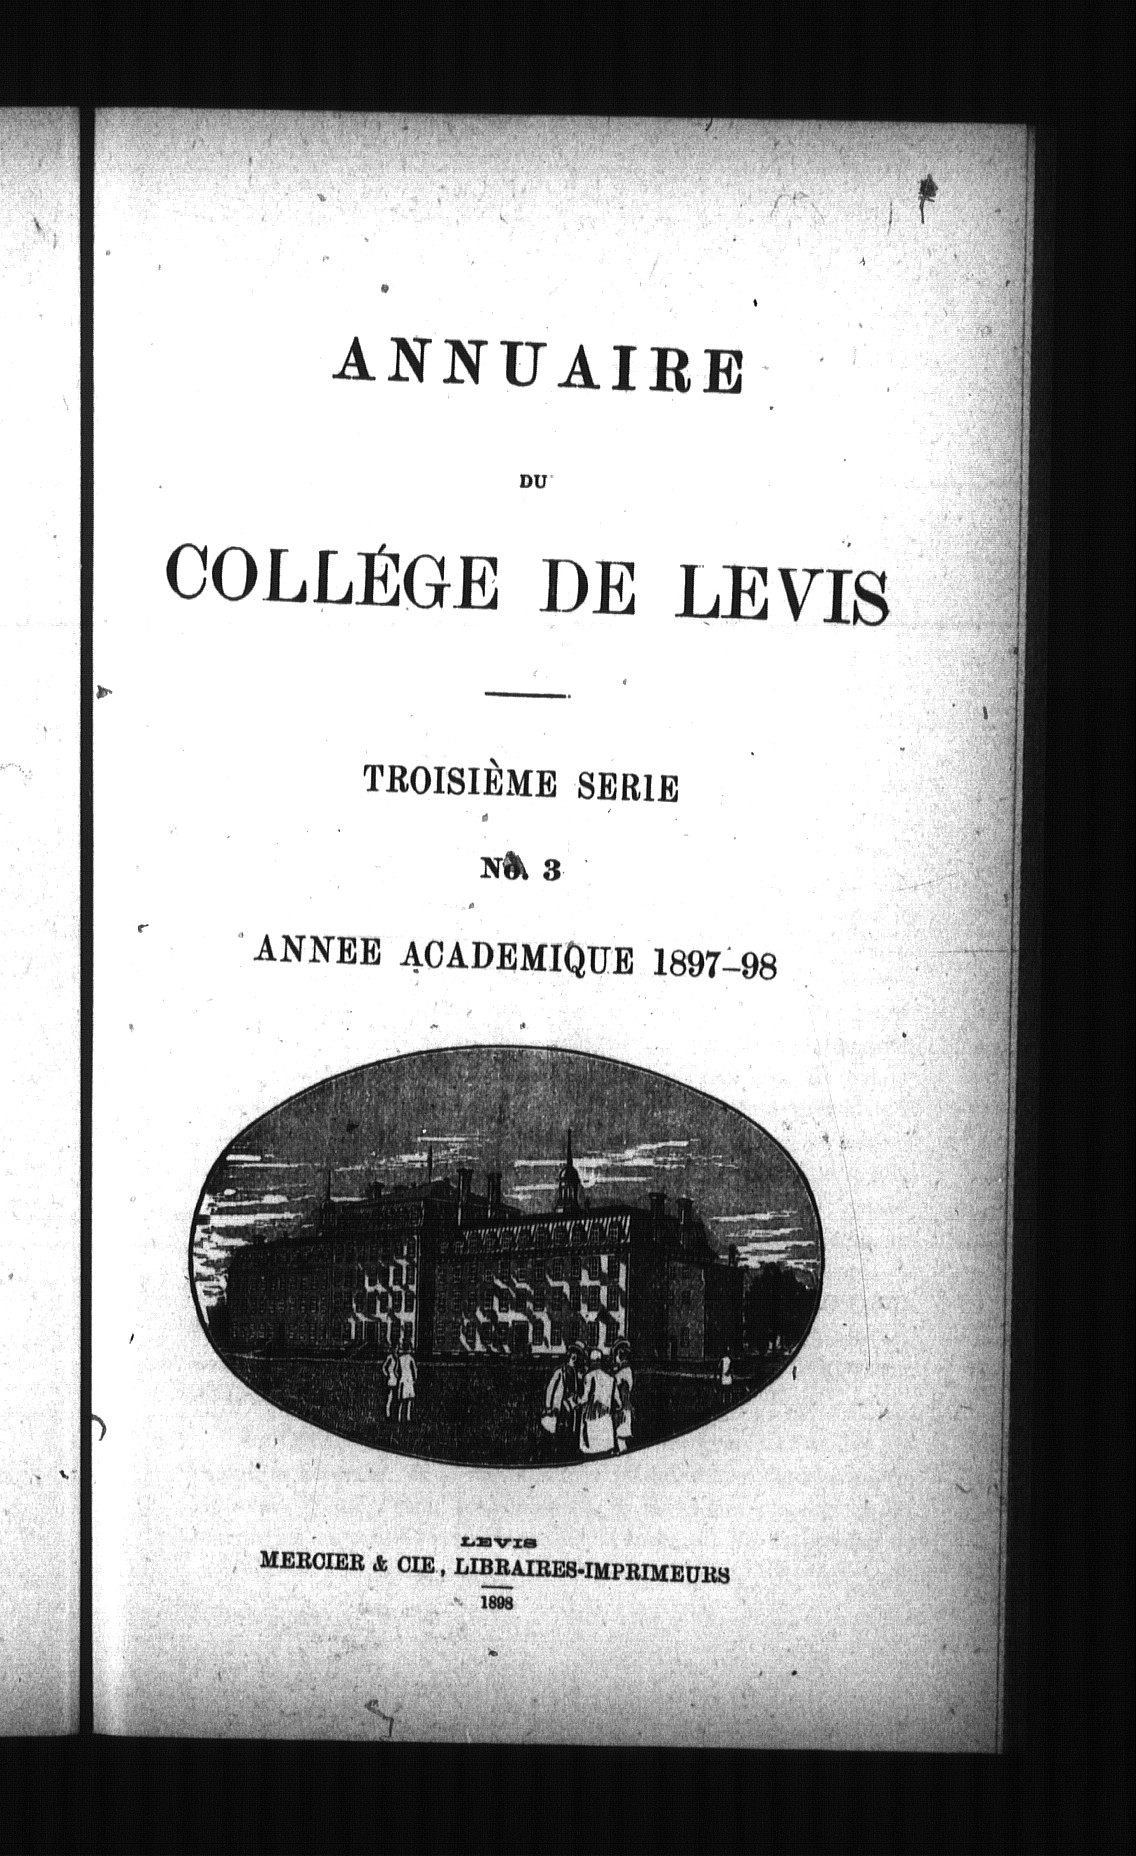 ANNUAIRE
DU
COLLÉGE DE LEVIS
TROISIÈME SERIE
No. 3
ANNEE ACADEMIQUE 1897-98
LEVIS
MERCIER & CIE, LIBRAIRES-IMPRIMEURS
1898